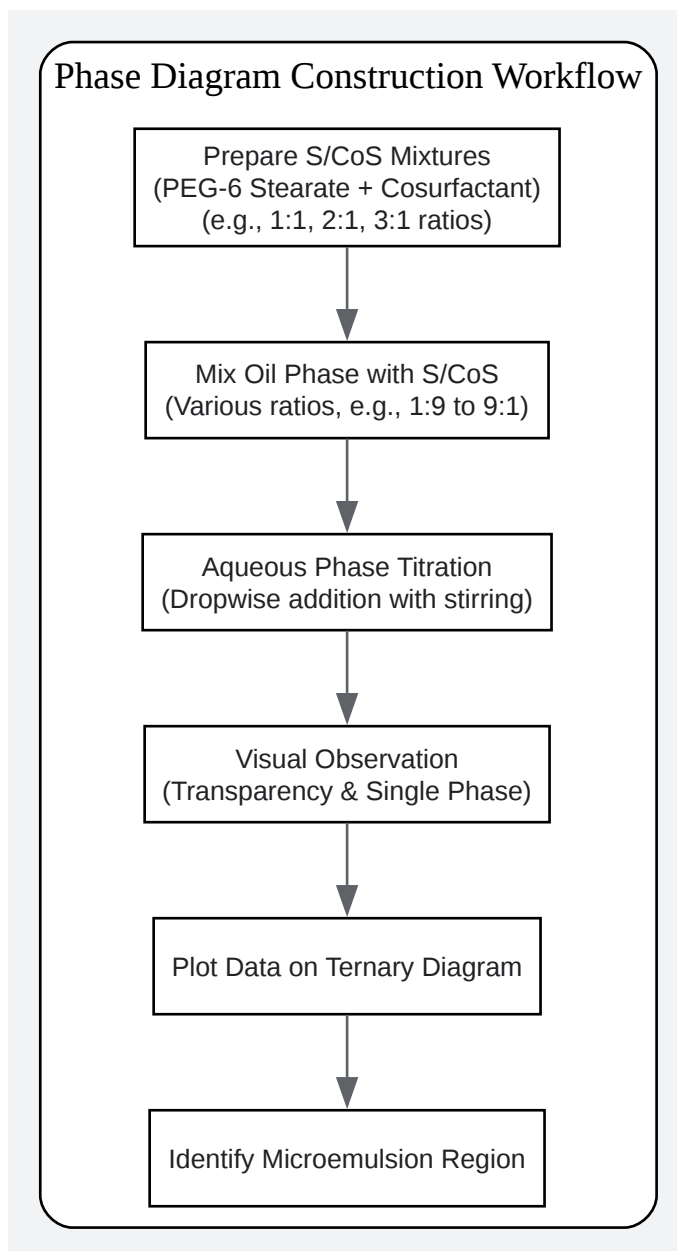 Phase Diagram Construction Workflow
Prepare S/CoS Mixtures
(PEG-6 Stearate + Cosurfactant)
(e.g., 1:1, 2:1, 3:1 ratios)
Mix Oil Phase with S/CoS
(Various ratios, e.g., 1:9 to 9:1)
Aqueous Phase Titration
(Dropwise addition with stirring)
Visual Observation
(Transparency & Single Phase)
Plot Data on Ternary Diagram
Identify Microemulsion Region